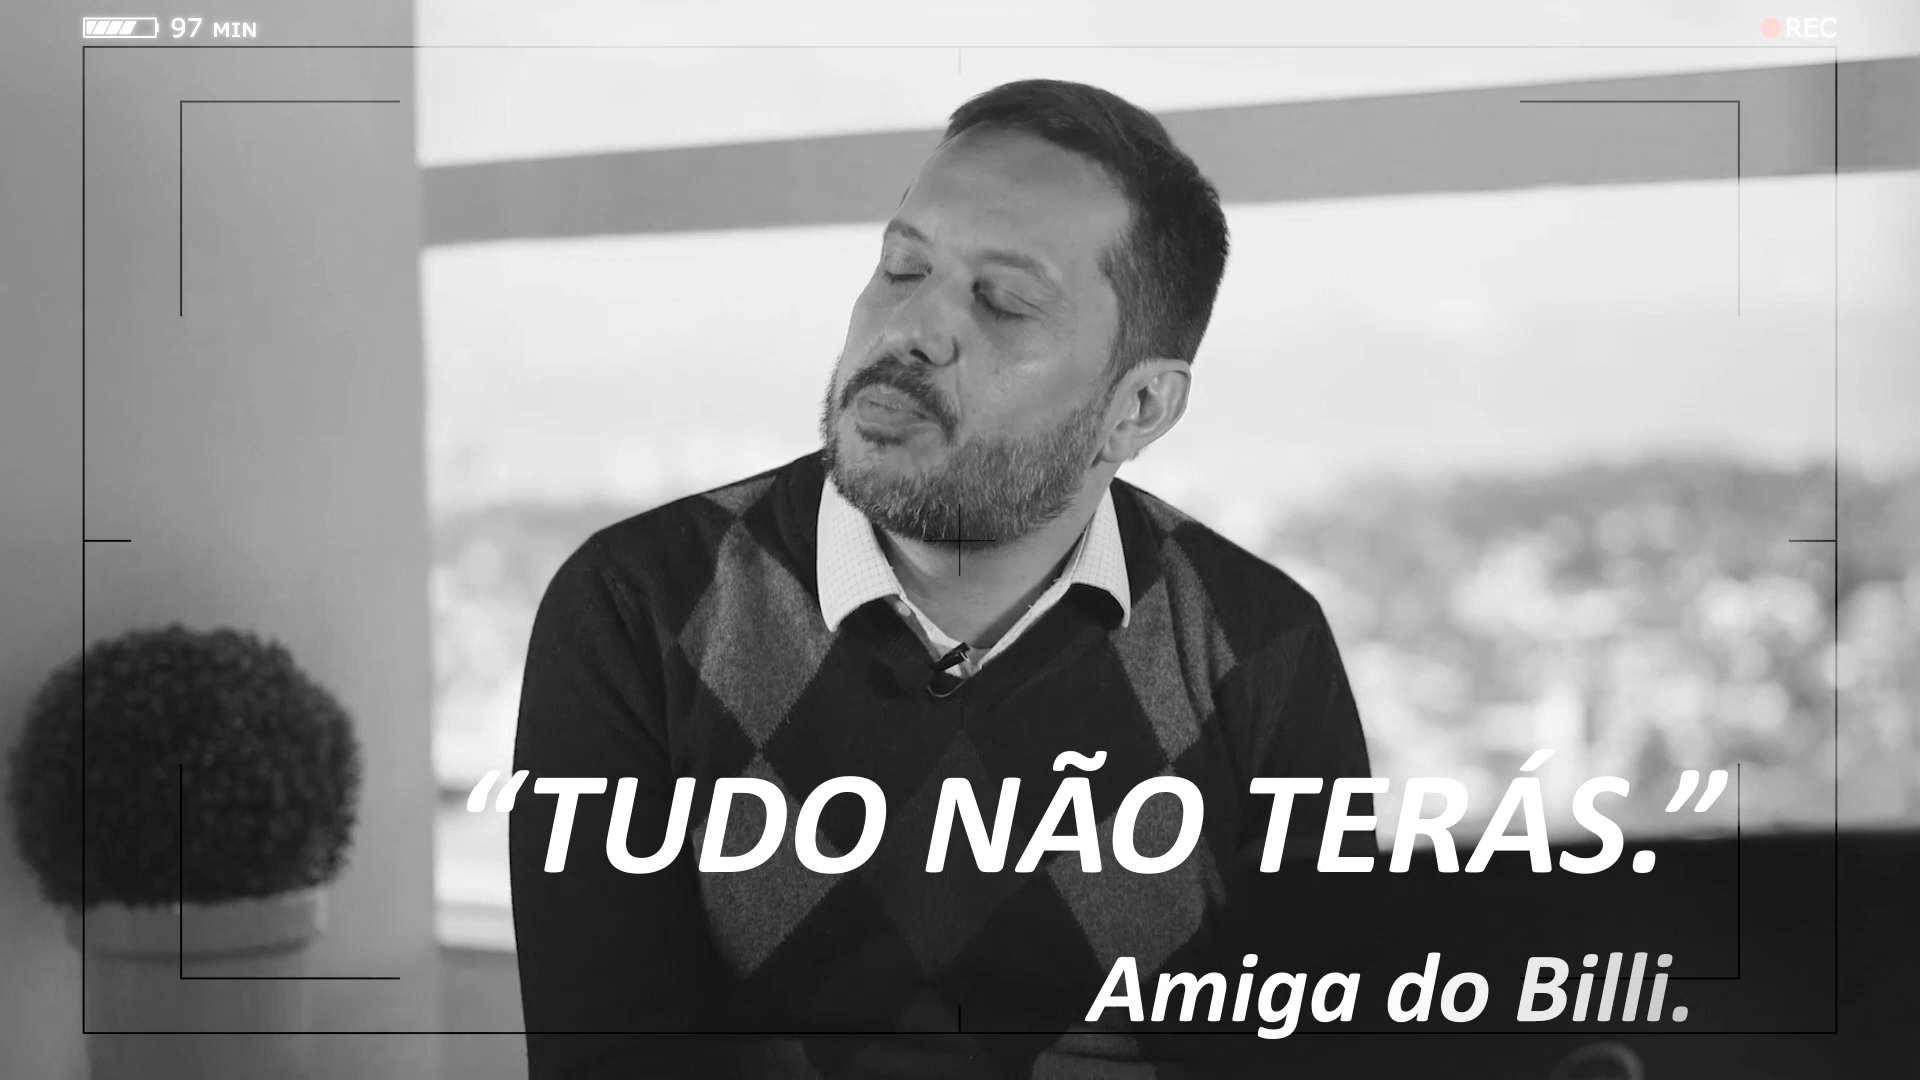 97 MIN
REC
“TUDO NÃO TERÁS.”
Amiga do Billi.